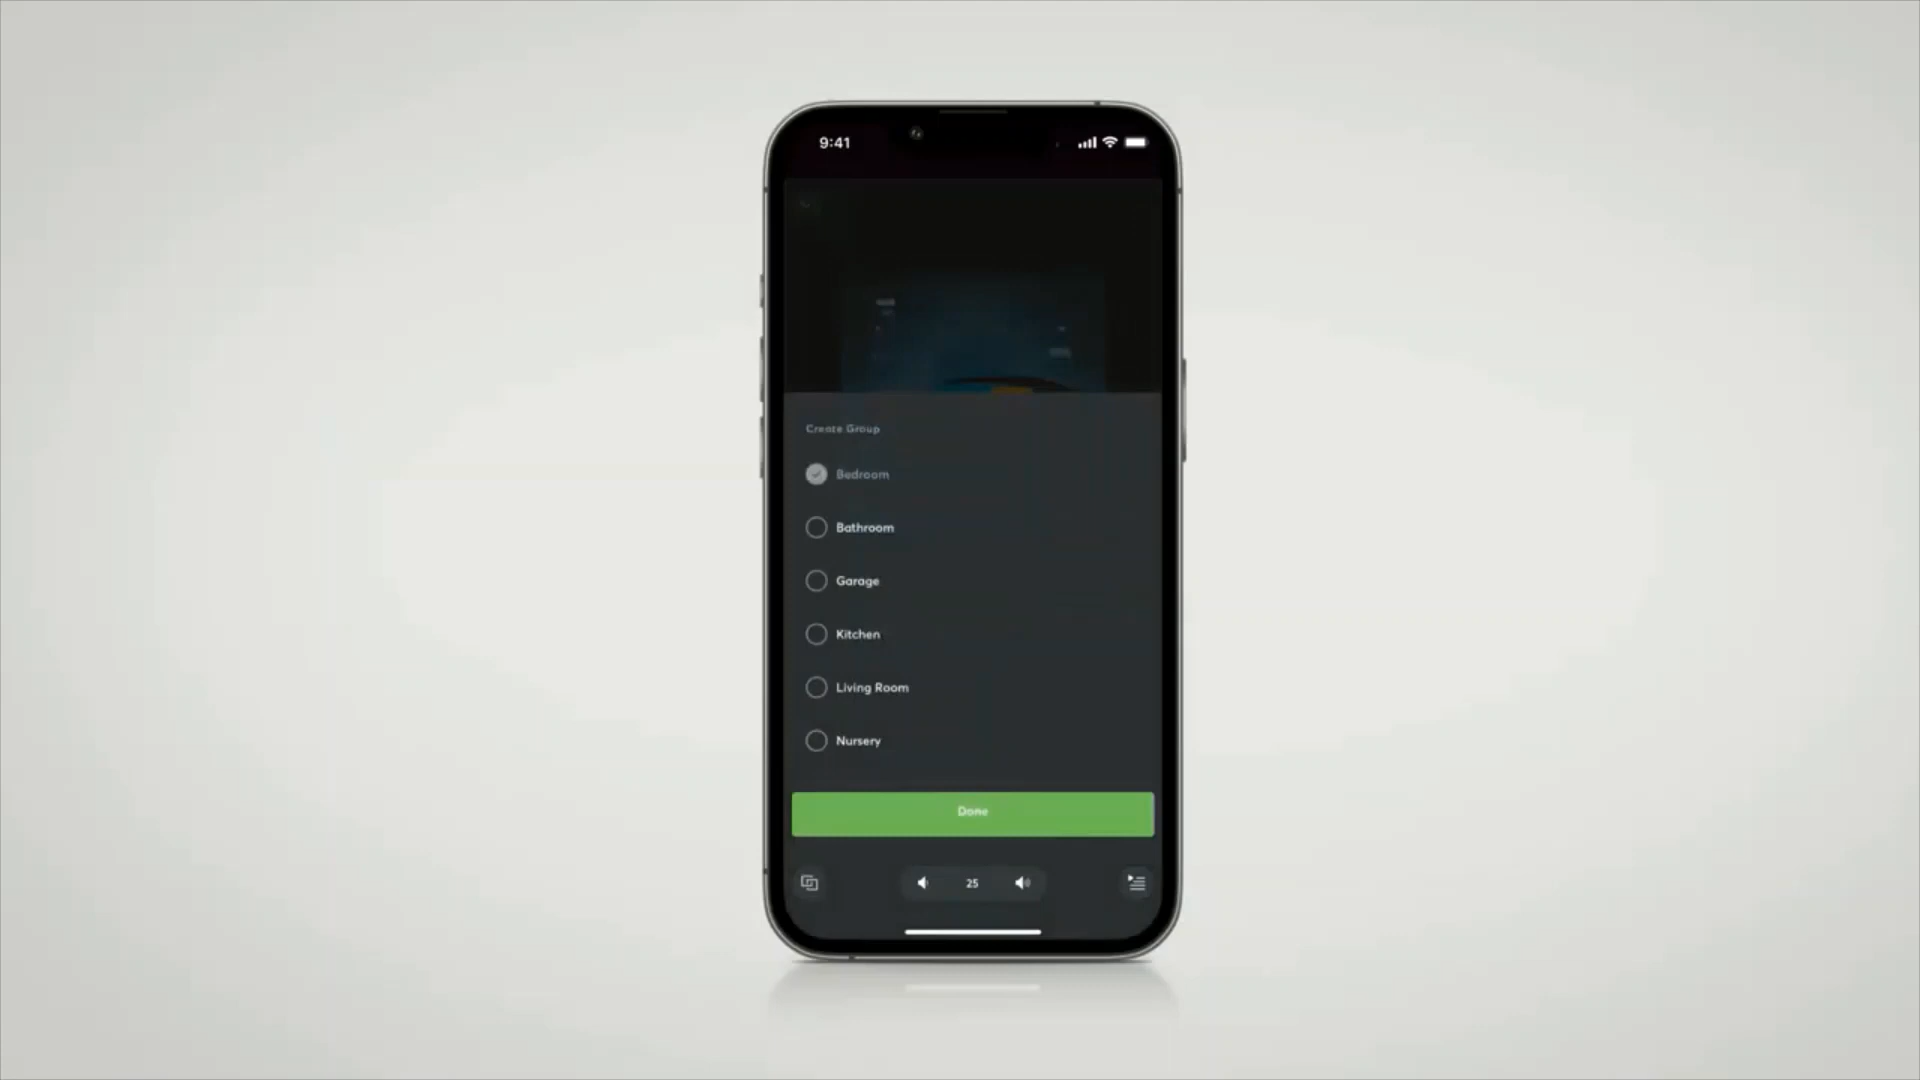 9:41
Create Group
Bedroom
Bathroom
Garage
Kitchen
Living Room
Nursery
Done
25